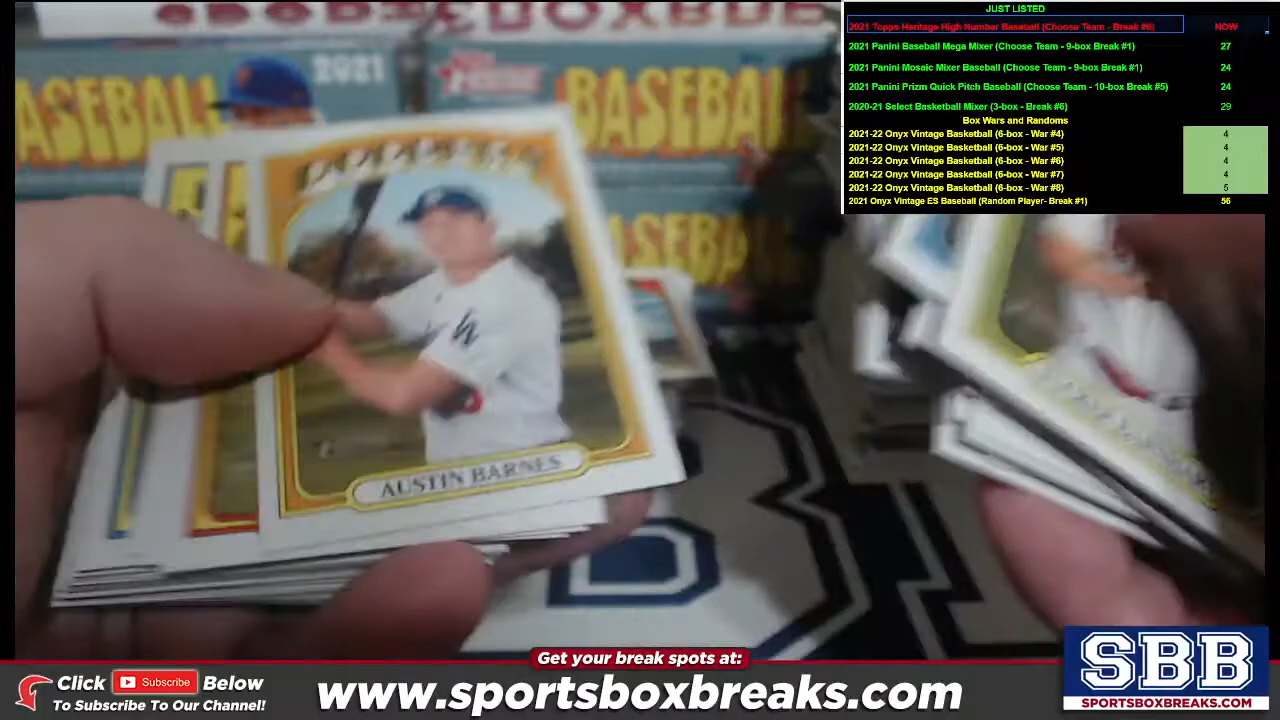 JUST LISTED
2021 Topps Heritage High Number Baseball (Choose Team - Break #6) NOW
2021 Panini Baseball Mega Mixer (Choose Team - 9-box Break #1) 27
2021 Panini Mosaic Mixer Baseball (Choose Team - 9-box Break #1) 24
2021 Panini Prizm Quick Pitch Baseball (Choose Team - 10-box Break #5) 24
2020-21 Select Basketball Mixer (3-box - Break #6) 29
Box Wars and Randoms
2021-22 Onyx Vintage Basketball (6-box - War #4) 4
2021-22 Onyx Vintage Basketball (6-box - War #5) 4
2021-22 Onyx Vintage Basketball (6-box - War #6) 4
2021-22 Onyx Vintage Basketball (6-box - War #7) 4
2021-22 Onyx Vintage Basketball (6-box - War #8) 5
2021 Onyx Vintage ES Baseball (Random Player- Break #1) 56
BASEBALL
BASEBALL
BASEBALL
AUSTIN BARNES
Get your break spots at:
Click Subscribe Below
To Subscribe To Our Channel!
www.sportsboxbreaks.com
SBB
SPORTSBOXBREAKS.COM